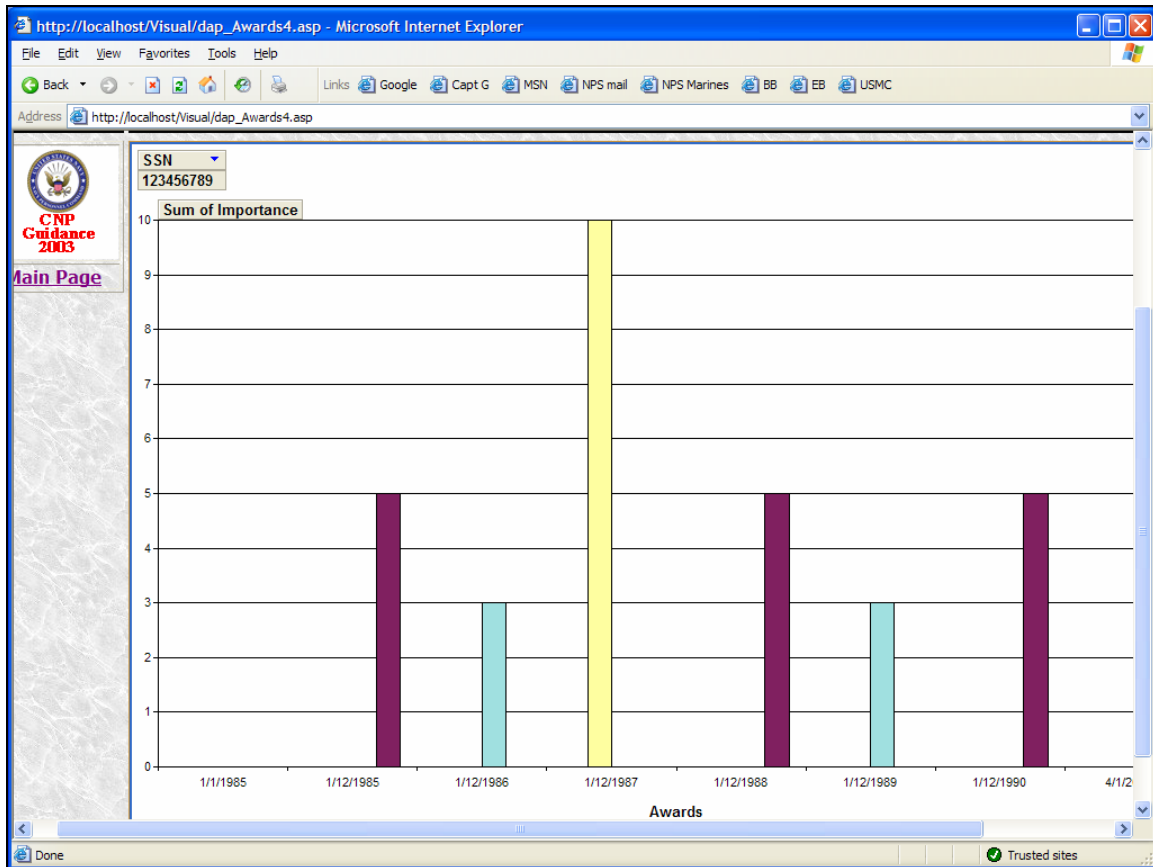 http://localhost/Visual/dap_Awards4.asp - Microsoft Internet Explorer
File Edit View Favorites Tools Help
Back Links Google Capt G MSN NPS mail NPS Marines BB EB USMC
Address http://localhost/Visual/dap_Awards4.asp
CNP
Guidance
2003
Main Page
SSN
123456789
Sum of Importance
10
9
8
7
6
5
4
3
2
1
0
1/1/1985 1/12/1985 1/12/1986 1/12/1987 1/12/1988 1/12/1989 1/12/1990 4/1/2
Awards
Done Trusted sites